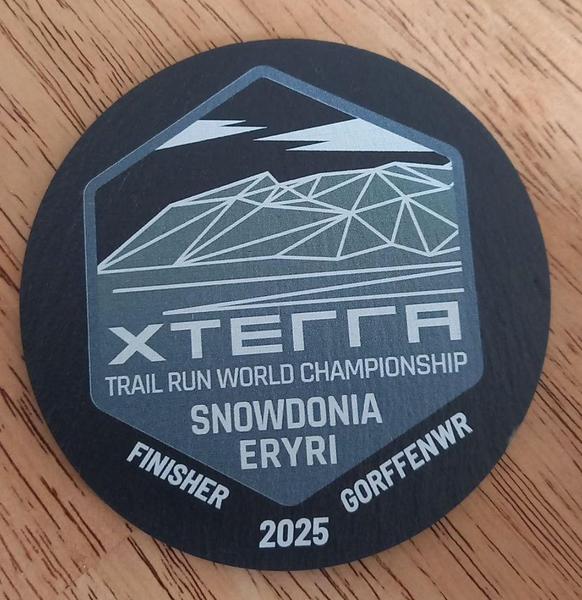 XTERRA
TRAIL RUN WORLD CHAMPIONSHIP
SNOWDONIA
ERYRI
FINISHER
GORFFENWR
2025